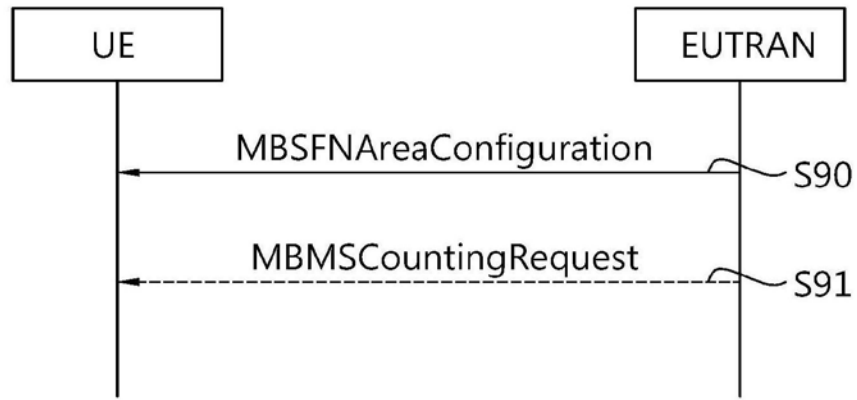 UE
EUTRAN
MBSFNAreaConfiguration
S90
MBMSCountingRequest
S91